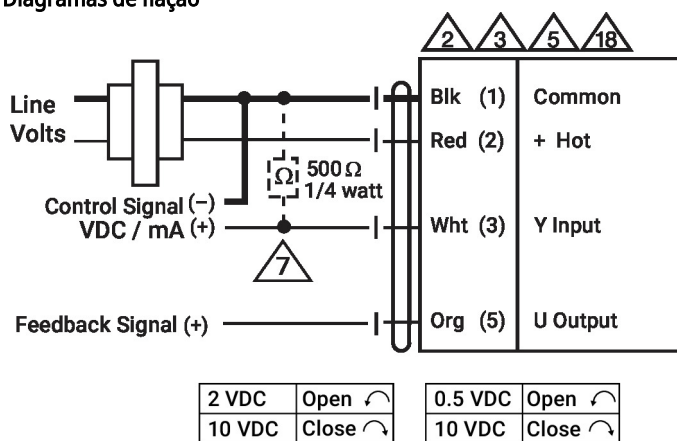 Diagramas de fiação
2 3 5 18
Line Volts
Blk (1) Common
Red (2) + Hot
Ω 500 Ω
1/4 watt
Control Signal (−)
VDC / mA (+)
Wht (3) Y Input
7
Feedback Signal (+)
Org (5) U Output
2 VDC Open
10 VDC Close
0.5 VDC Open
10 VDC Close